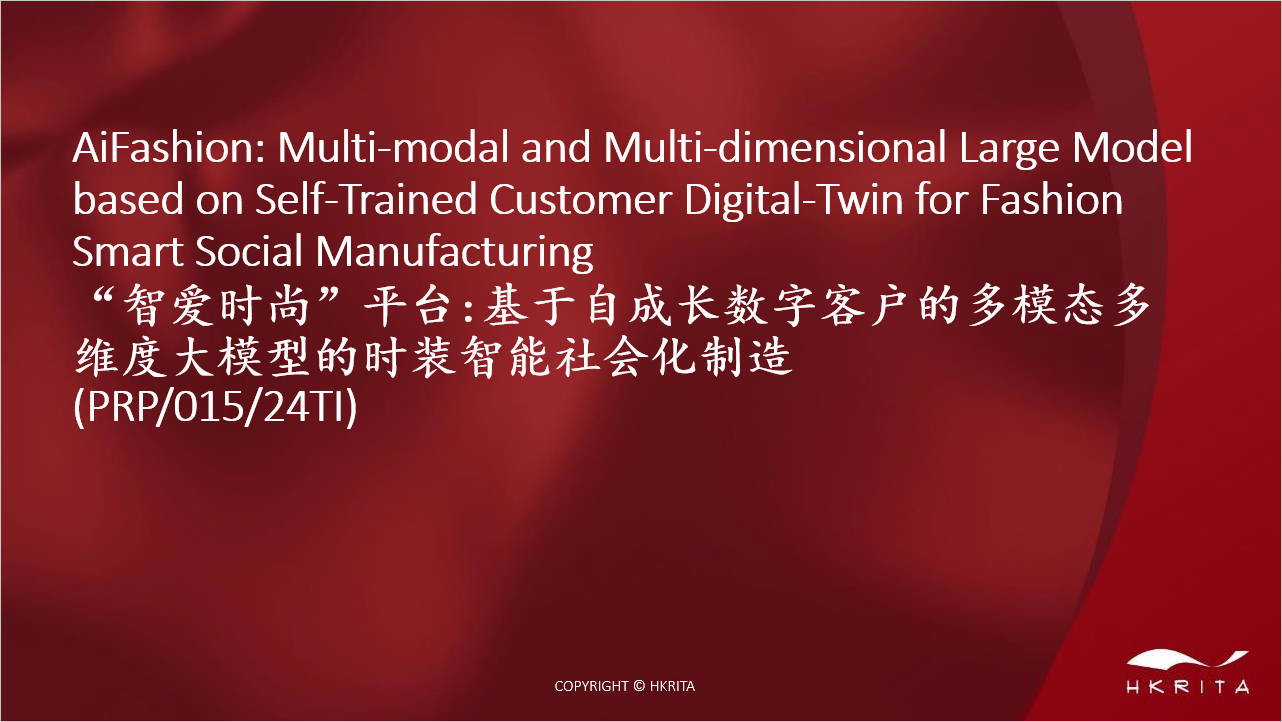 AiFashion: Multi-modal and Multi-dimensional Large Model
based on Self-Trained Customer Digital-Twin for Fashion
Smart Social Manufacturing
“智爱时尚”平台:基于自成长数字客户的多模态多
维度大模型的时装智能社会化制造
(PRP/015/24TI)
COPYRIGHT © HKRITA
HKRITA